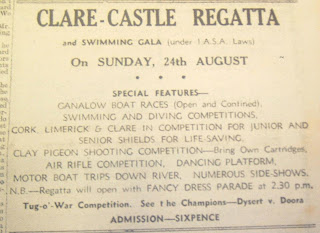 CLARE-CASTLE REGATTA
and SWIMMING GALA (under I.A.S.A. Laws)
On SUNDAY, 24th AUGUST
SPECIAL FEATURES—
GANALOW BOAT RACES (Open and Confined),
SWIMMING AND DIVING COMPETITIONS,
CORK, LIMERICK & CLARE IN COMPETITION FOR JUNIOR AND
SENIOR SHIELDS FOR LIFE-SAVING.
CLAY PIGEON SHOOTING COMPETITION—Bring Own Cartridges,
AIR RIFLE COMPETITION, DANCING PLATFORM,
MOTOR BOAT TRIPS DOWN RIVER, NUMEROUS SIDE-SHOWS.
N.B.—Regatta will open with FANCY DRESS PARADE at 2.30 p.m.
Tug-o'-War Competition. See the Champions—Dysert v. Doora
ADMISSION—SIXPENCE